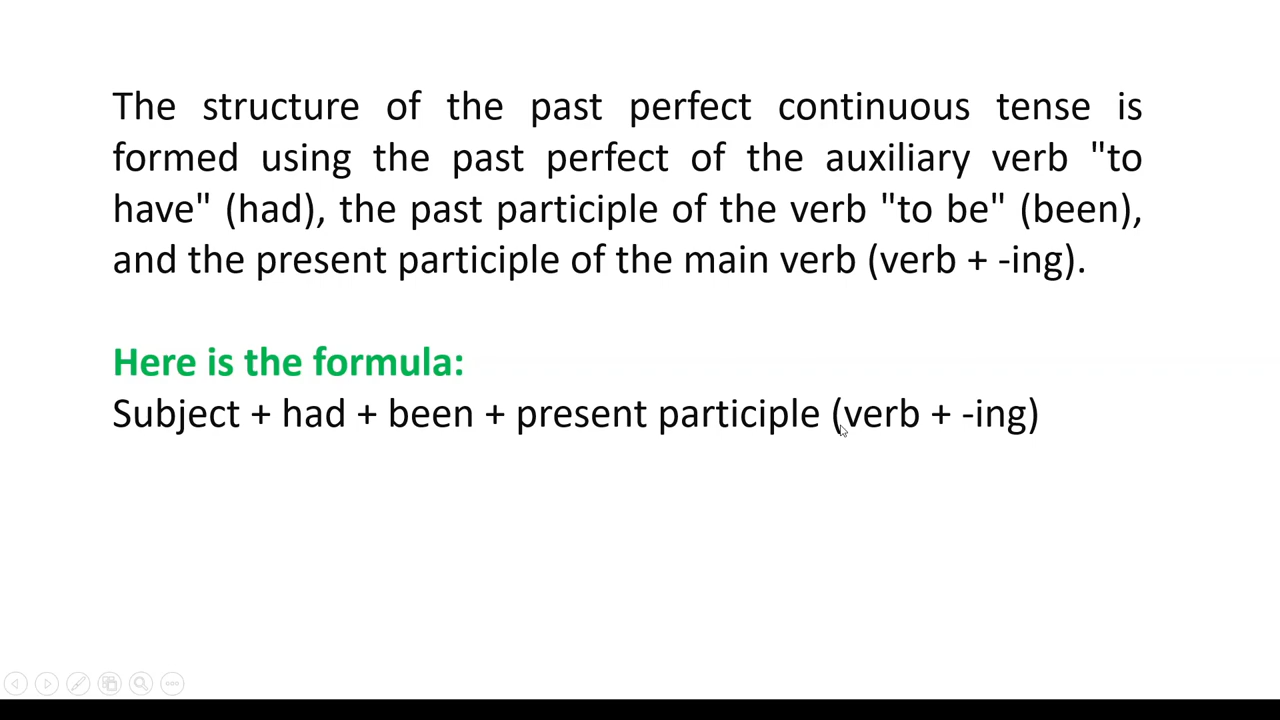 The structure of the past perfect continuous tense is
formed using the past perfect of the auxiliary verb "to
have" (had), the past participle of the verb "to be" (been),
and the present participle of the main verb (verb + -ing).
Here is the formula:
Subject + had + been + present participle (verb + -ing)